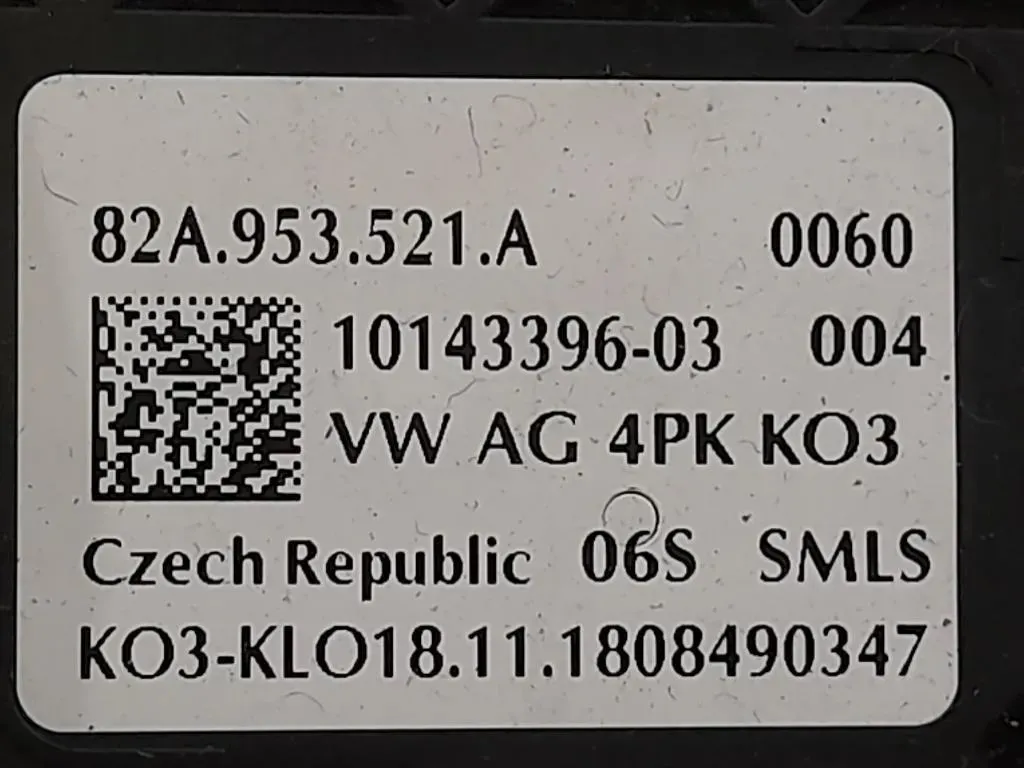 82A.953.521.A 0060
10143396-03 004
VW AG 4PK KO3
Czech Republic 06S SMLS
KO3-KLO18.11.1808490347